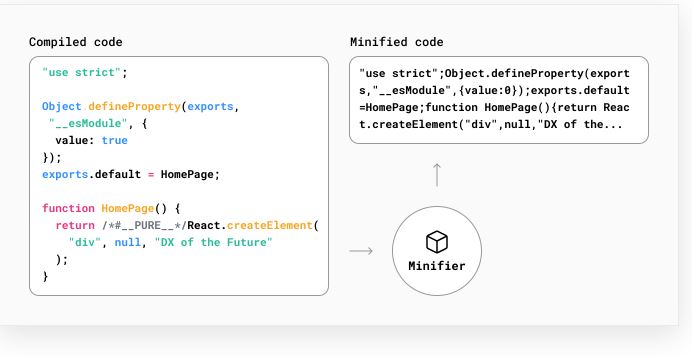 Compiled code
"use strict";
Object.defineProperty(exports,
"__esModule", {
value: true
});
exports.default = HomePage;
function HomePage() {
return /*#__PURE__*/React.createElement(
"div", null, "DX of the Future"
);
}
Minified code
"use strict";Object.defineProperty(export
s,"__esModule",{value:0});exports.default
=HomePage;function HomePage(){return Reac
t.createElement("div",null,"DX of the...
Minifier